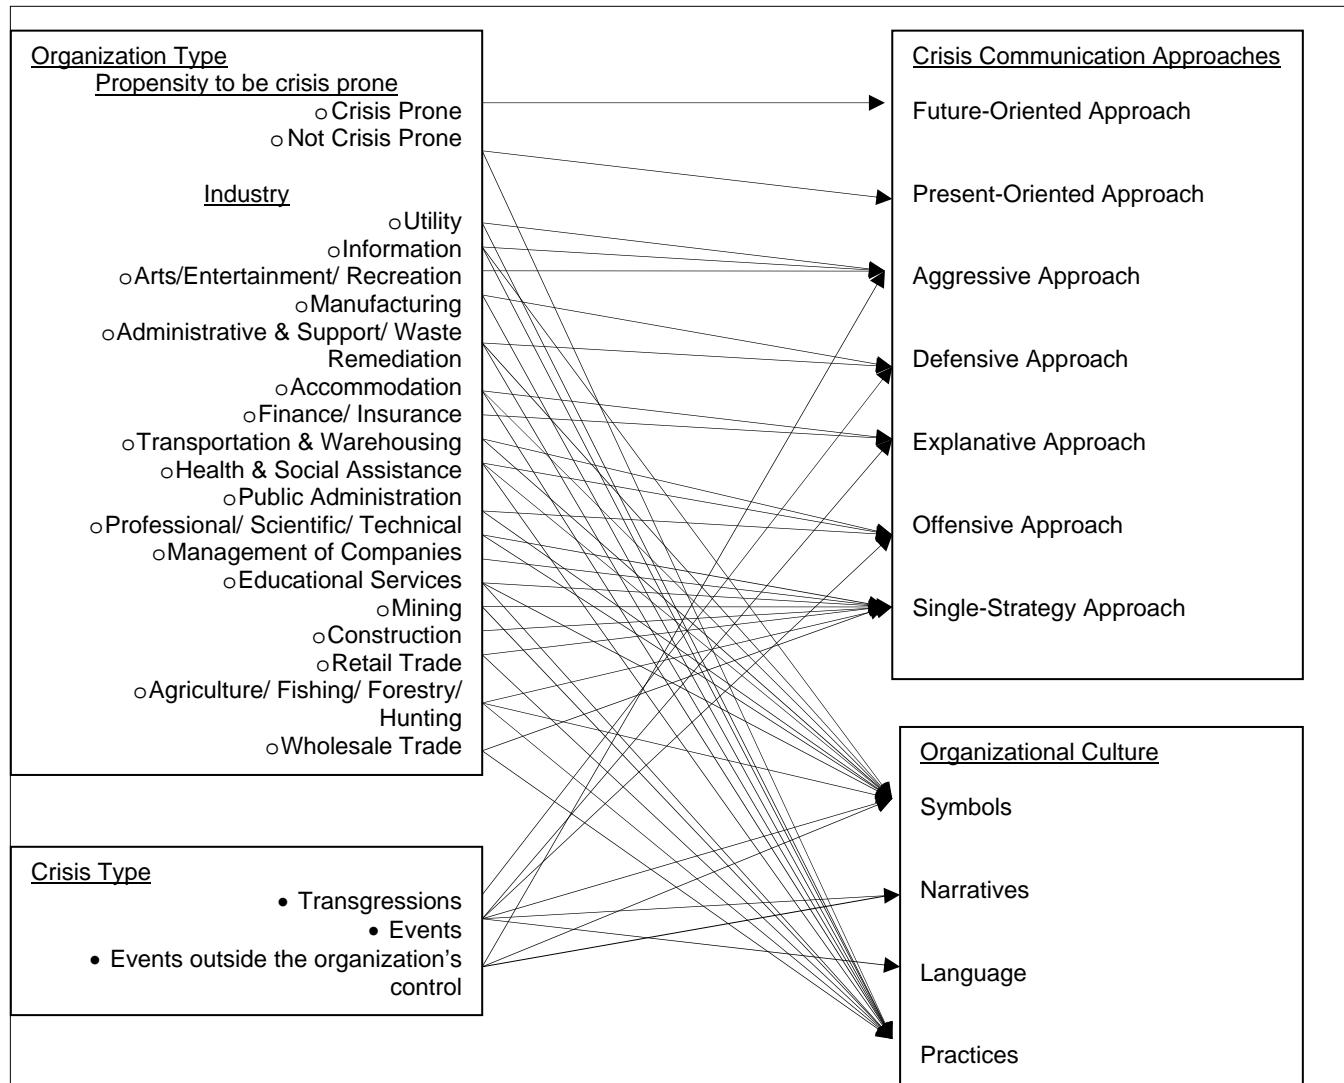 Organization Type
Propensity to be crisis prone
o Crisis Prone
o Not Crisis Prone
Industry
o Utility
o Information
o Arts/Entertainment/ Recreation
o Manufacturing
o Administrative & Support/ Waste
Remediation
o Accommodation
o Finance/ Insurance
o Transportation & Warehousing
o Health & Social Assistance
o Public Administration
o Professional/ Scientific/ Technical
o Management of Companies
o Educational Services
o Mining
o Construction
o Retail Trade
o Agriculture/ Fishing/ Forestry/
Hunting
o Wholesale Trade
Crisis Type
• Transgressions
• Events
• Events outside the organization's
control
Crisis Communication Approaches
Future-Oriented Approach
Present-Oriented Approach
Aggressive Approach
Defensive Approach
Explanative Approach
Offensive Approach
Single-Strategy Approach
Organizational Culture
Symbols
Narratives
Language
Practices